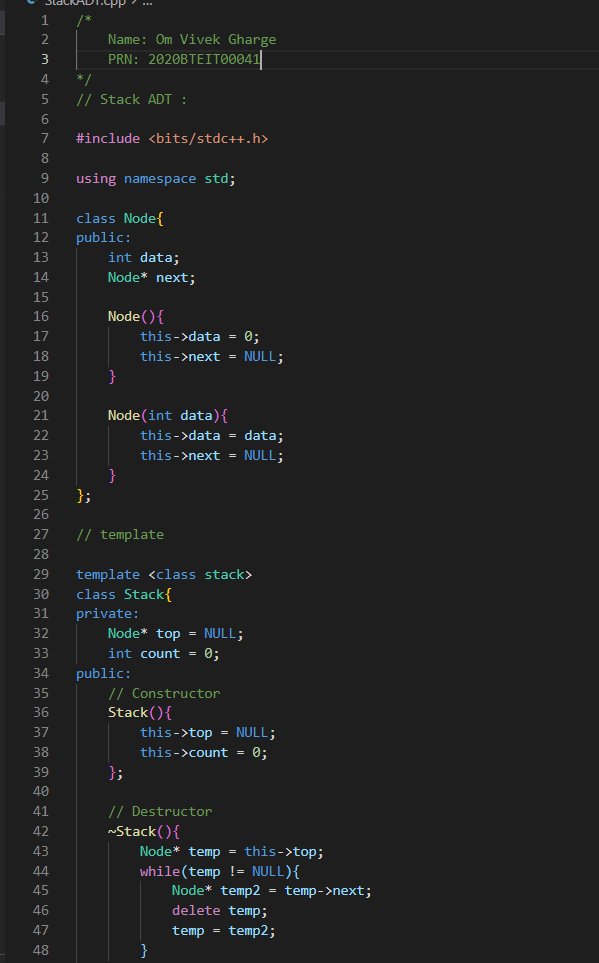 StackADT.cpp > ...
1 /*
2     Name: Om Vivek Gharge
3     PRN: 2020BTEIT00041
4 */
5 // Stack ADT :
6
7 #include <bits/stdc++.h>
8
9 using namespace std;
10
11 class Node{
12 public:
13     int data;
14     Node* next;
15
16     Node(){
17         this->data = 0;
18         this->next = NULL;
19     }
20
21     Node(int data){
22         this->data = data;
23         this->next = NULL;
24     }
25 };
26
27 // template
28
29 template <class stack>
30 class Stack{
31 private:
32     Node* top = NULL;
33     int count = 0;
34 public:
35     // Constructor
36     Stack(){
37         this->top = NULL;
38         this->count = 0;
39     };
40
41     // Destructor
42     ~Stack(){
43         Node* temp = this->top;
44         while(temp != NULL){
45             Node* temp2 = temp->next;
46             delete temp;
47             temp = temp2;
48         }